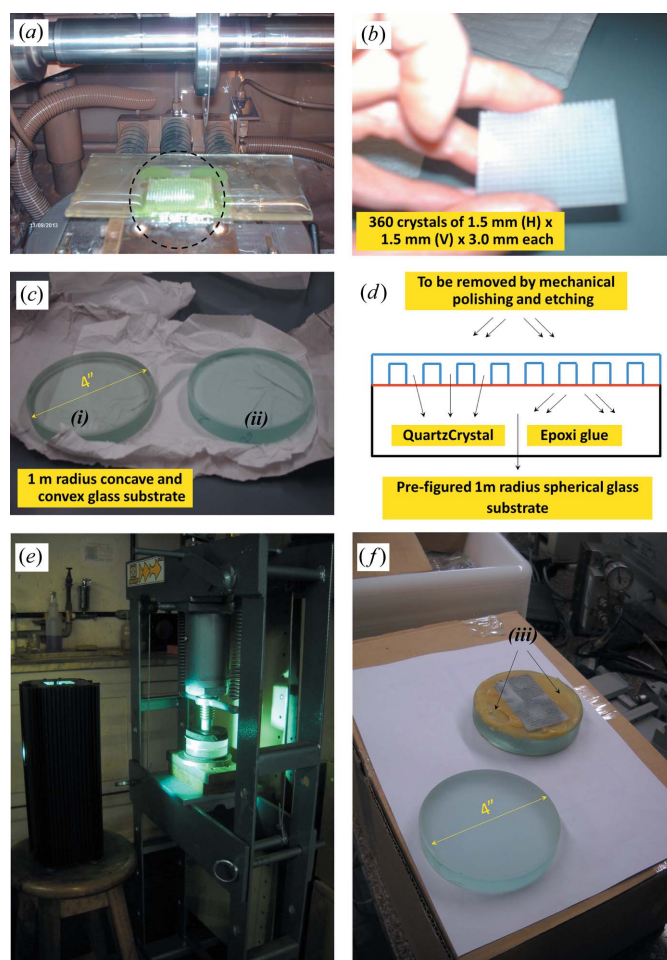 (a)
17/09/2013
(b)
360 crystals of 1.5 mm (H) x
1.5 mm (V) x 3.0 mm each
(c)
4"
(i)
(ii)
1 m radius concave and
convex glass substrate
(d)
To be removed by mechanical
polishing and etching
QuartzCrystal
Epoxi glue
Pre-figured 1m radius spherical glass
substrate
(e)
(f)
(iii)
4"